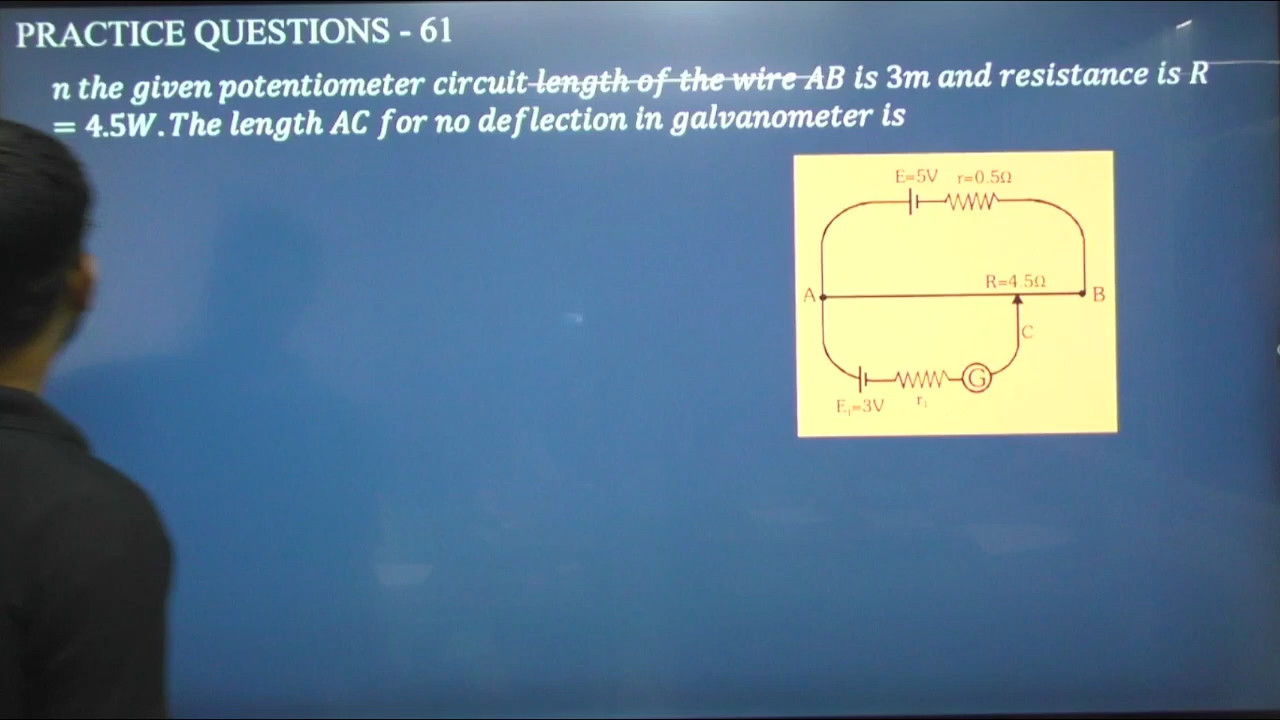 PRACTICE QUESTIONS - 61
n the given potentiometer circuit length of the wire AB is 3m and resistance is R
= 4.5W. The length AC for no deflection in galvanometer is
E=5V r=0.5Ω
R=4.5Ω
A
B
C
G
E₁=3V r₁